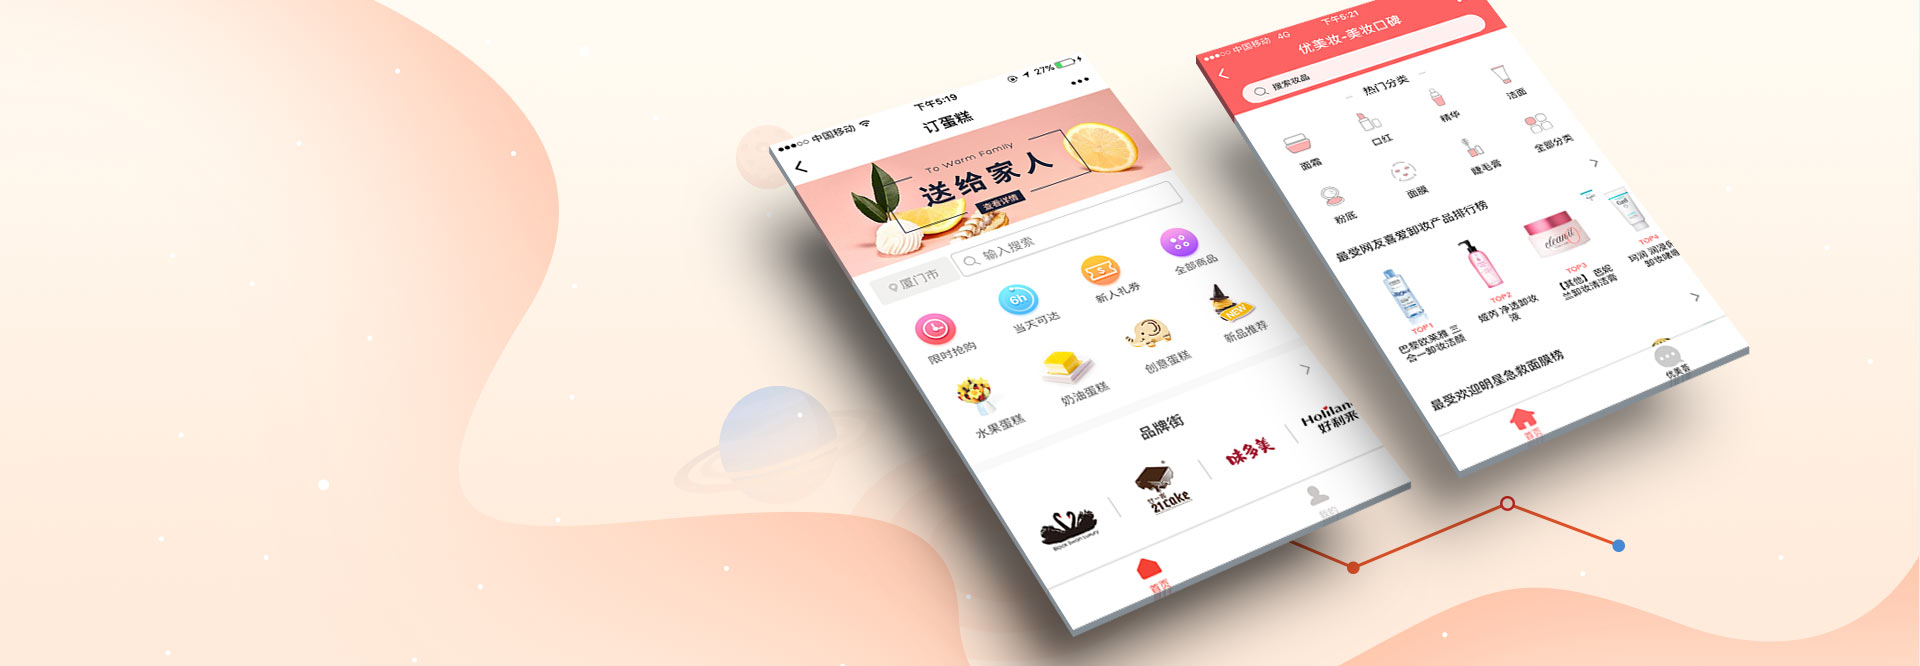 中国移动
下午5:19
27%
订蛋糕
To Warm Family
送给家人
查看详情
厦门市
输入搜索
限时抢购
6h
当天可达
新人礼券
全部商品
水果蛋糕
奶油蛋糕
创意蛋糕
NEW
新品推荐
品牌街
Black Swan Luxury
21cake
味多美
Holiland
好利来
首页
我的
中国移动 4G
下午5:21
优美妆-美妆口碑
搜索妆品
热门分类
面霜
口红
精华
洁面
粉底
面膜
睫毛膏
全部分类
最受网友喜爱卸妆产品排行榜
TOP1
巴黎欧莱雅 三
合一卸妆洁颜
TOP2
姬芮 净透卸妆
液
cleanit
TOP3
【其他】 芭妮
兰卸妆清洁膏
Curél
TOP4
珂润 润浸保
卸妆啫喱
最受欢迎明星急救面膜榜
首页
优美荟